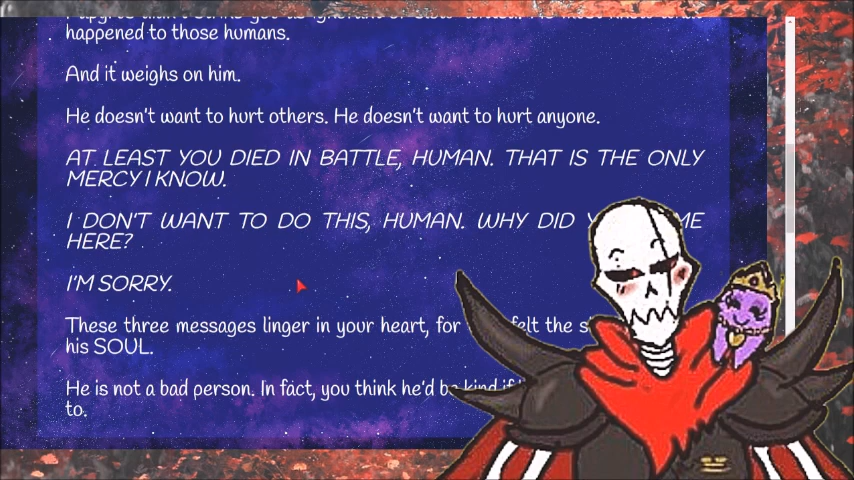 happened to those humans.
And it weighs on him.
He doesn't want to hurt others. He doesn't want to hurt anyone.
AT LEAST YOU DIED IN BATTLE, HUMAN. THAT IS THE ONLY
MERCY I KNOW.
I DON'T WANT TO DO THIS, HUMAN. WHY DID ME
HERE?
I'M SORRY.
These three messages linger in your heart, for felt the
his SOUL.
He is not a bad person. In fact, you think he'd be kind
to.